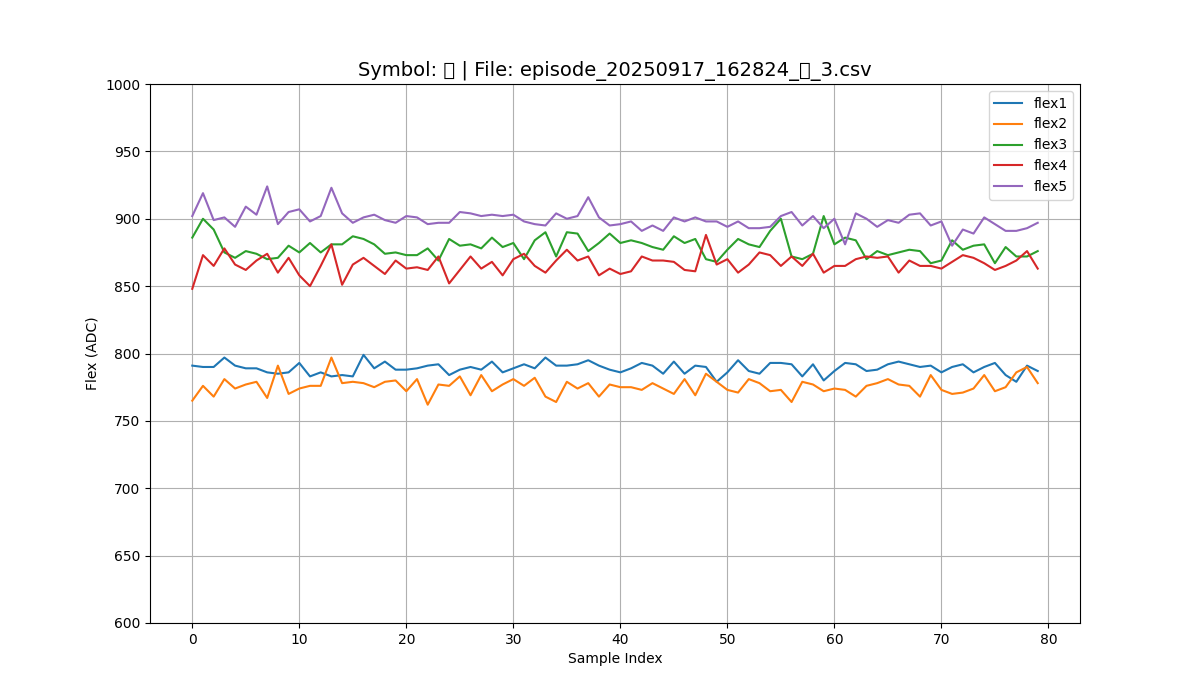 Symbol: | File: episode_20250917_162824_ _3.csv
1000
950
900
850
800
750
700
650
600
Flex (ADC)
flex1
flex2
flex3
flex4
flex5
0 10 20 30 40 50 60 70 80
Sample Index